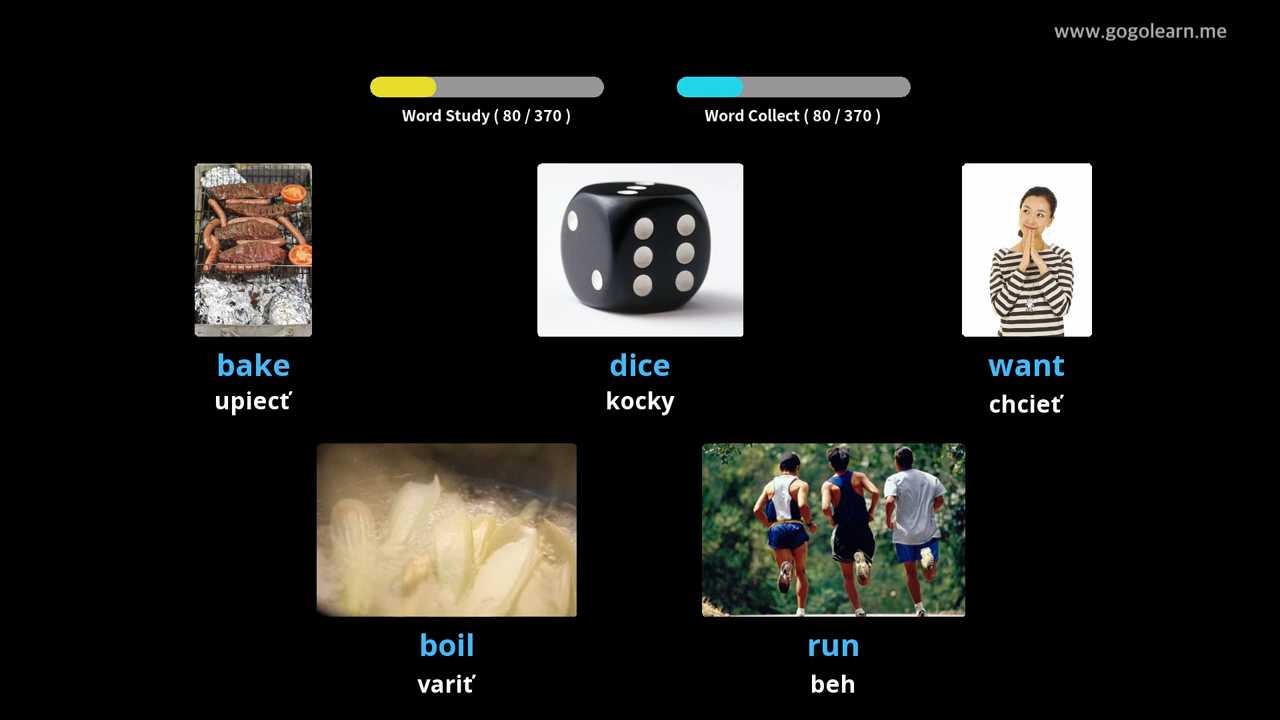 www.gogolearn.me
Word Study ( 80 / 370 )
Word Collect ( 80 / 370 )
bake
upiecť
dice
kocky
want
chcieť
boil
variť
run
beh